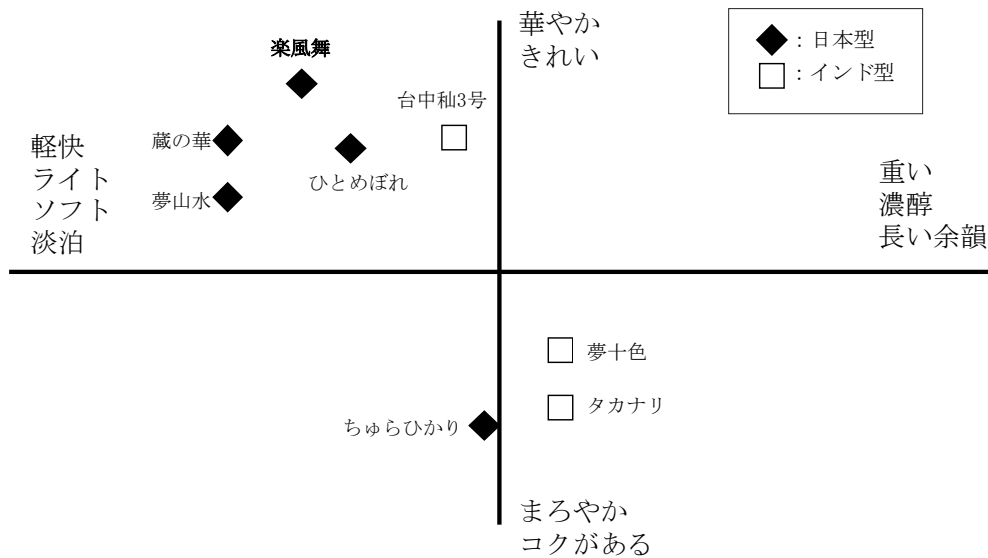 華やか
きれい
◆：日本型
□：インド型
楽風舞
台中秈3号
蔵の華
ひとめぼれ
夢山水
軽快
ライト
ソフト
淡泊
重い
濃醇
長い余韻
夢十色
タカナリ
ちゅらひかり
まろやか
コクがある